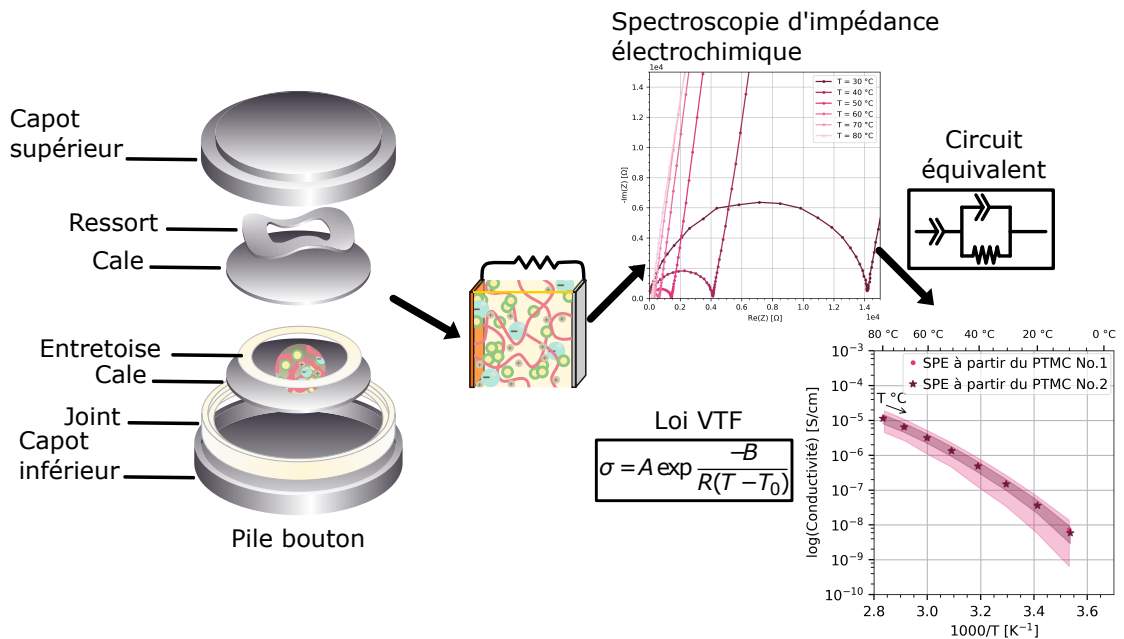 Spectroscopie d'impédance
électrochimique
Capot
supérieur
Ressort
Cale
Entretoise
Cale
Joint
Capot
inférieur
Pile bouton
1e4
-Im(Z) [Ω]
1.4
1.2
1.0
0.8
0.6
0.4
0.2
0.0
0.0 0.2 0.4 0.6 0.8 1.0 1.2 1.4
Re(Z) [Ω]
1e4
T = 30 °C
T = 40 °C
T = 50 °C
T = 60 °C
T = 70 °C
T = 80 °C
Circuit
équivalent
Loi VTF
σ = A exp −B / R(T − T₀)
80 °C 60 °C 40 °C 20 °C 0 °C
SPE à partir du PTMC No.1
SPE à partir du PTMC No.2
T °C
log(Conductivité) [S/cm]
10⁻³
10⁻⁴
10⁻⁵
10⁻⁶
10⁻⁷
10⁻⁸
10⁻⁹
10⁻¹⁰
2.8 3.0 3.2 3.4 3.6
1000/T [K⁻¹]